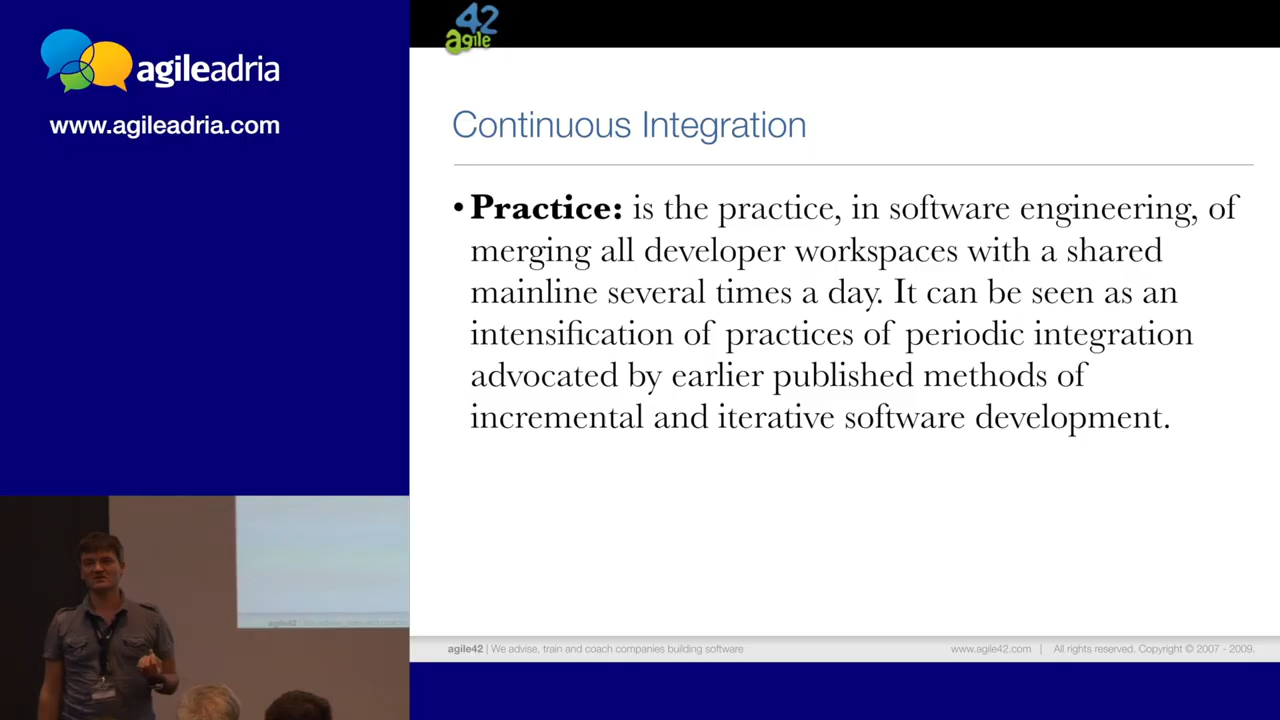 agileadria
www.agileadria.com
42
agile
Continuous Integration
• Practice: is the practice, in software engineering, of
merging all developer workspaces with a shared
mainline several times a day. It can be seen as an
intensification of practices of periodic integration
advocated by earlier published methods of
incremental and iterative software development.
agile42 | We advise, train and coach companies building software
www.agile42.com | All rights reserved. Copyright © 2007 - 2009.
agile42